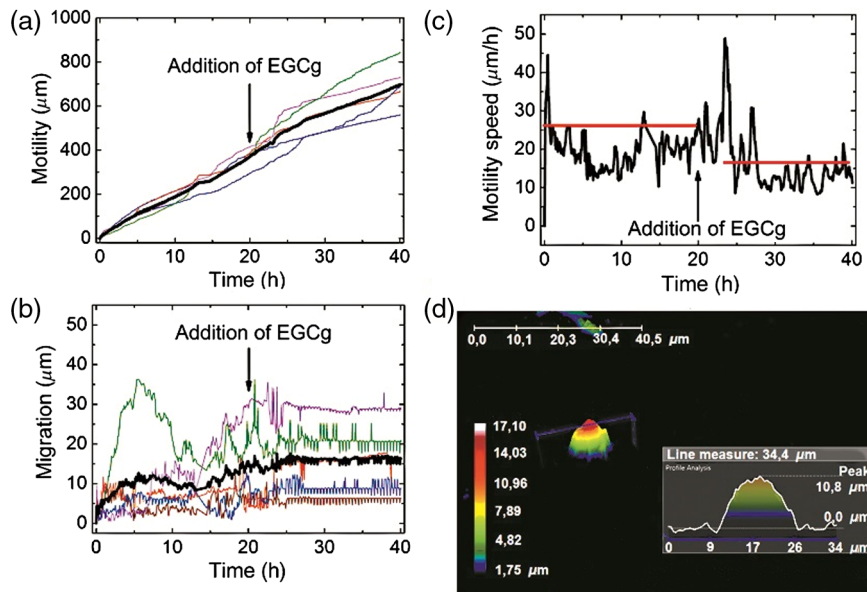 (a)
1000
800
600
400
200
0
Motility (μm)
Addition of EGCg
0 10 20 30 40
Time (h)
(b)
50
40
30
20
10
0
Migration (μm)
Addition of EGCg
0 10 20 30 40
Time (h)
(c)
50
40
30
20
10
0
Motility speed (μm/h)
Addition of EGCg
0 10 20 30 40
Time (h)
(d)
0,0 10,1 20,3 30,4 40,5 μm
17,10
14,03
10,96
7,89
4,82
1,75 μm
Line measure: 34,4 μm
Profile Analysis
Peak
10,8 μm
0,0 μm
0 9 17 26 34 μm